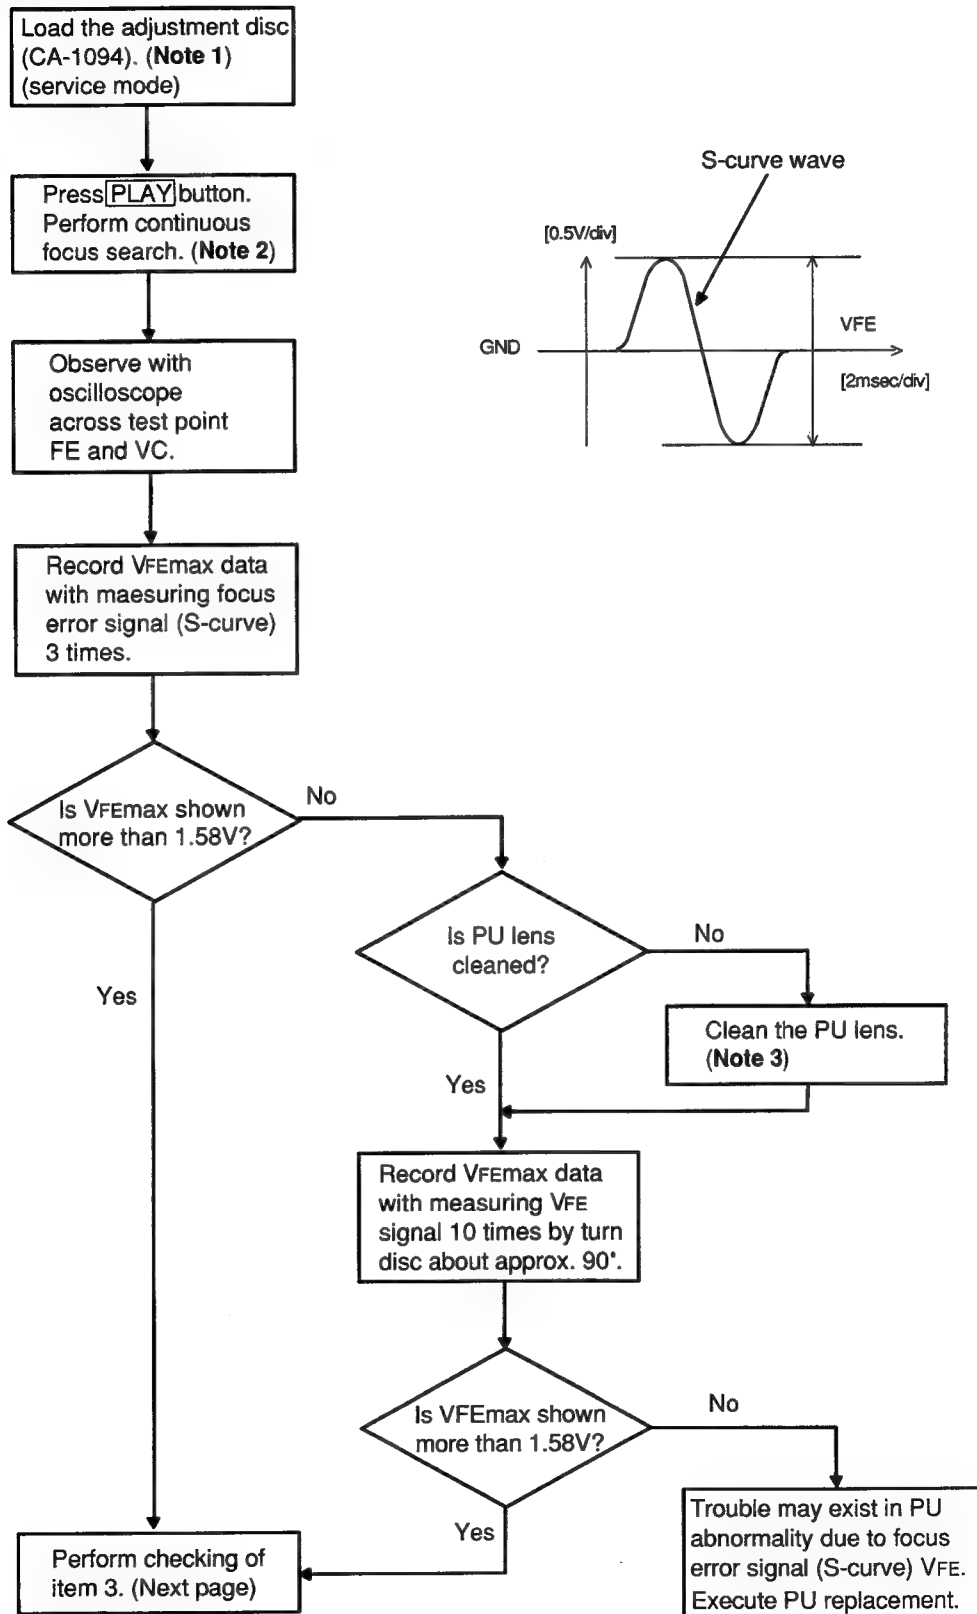 Load the adjustment disc
(CA-1094). (Note 1)
(service mode)
Press PLAY button.
Perform continuous
focus search. (Note 2)
S-curve wave
[0.5V/div]
GND
VFE
[2msec/div]
Observe with
oscilloscope
across test point
FE and VC.
Record VFEmax data
with maesuring focus
error signal (S-curve)
3 times.
Is VFEmax shown
more than 1.58V?
No
Yes
Is PU lens
cleaned?
No
Clean the PU lens.
(Note 3)
Yes
Record VFEmax data
with measuring VFE
signal 10 times by turn
disc about approx. 90°.
Is VFEmax shown
more than 1.58V?
No
Yes
Trouble may exist in PU
abnormality due to focus
error signal (S-curve) VFE.
Execute PU replacement.
Perform checking of
item 3. (Next page)